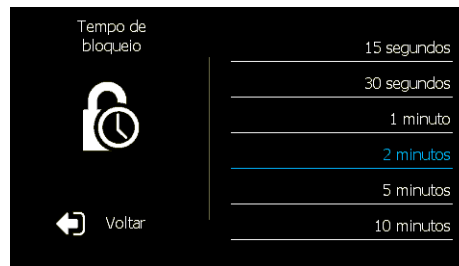 Tempo de
bloqueio
15 segundos
30 segundos
1 minuto
2 minutos
5 minutos
10 minutos
Voltar